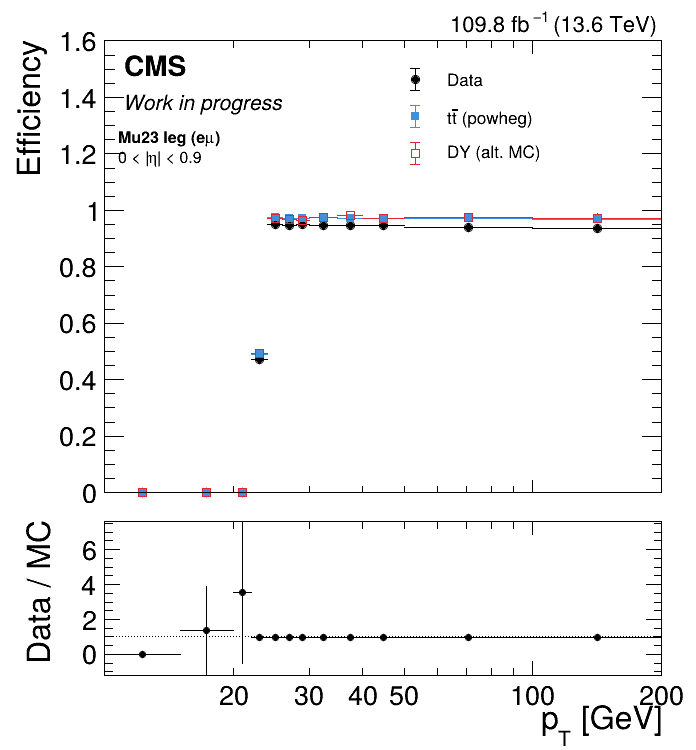 109.8 fb⁻¹ (13.6 TeV)
Efficiency
1.6
1.4
1.2
1
0.8
0.6
0.4
0.2
0
CMS
Work in progress
Mu23 leg (eμ)
0 < |η| < 0.9
Data
tt̄ (powheg)
DY (alt. MC)
Data / MC
6
4
2
0
20 30 40 50 100 200
p_T [GeV]